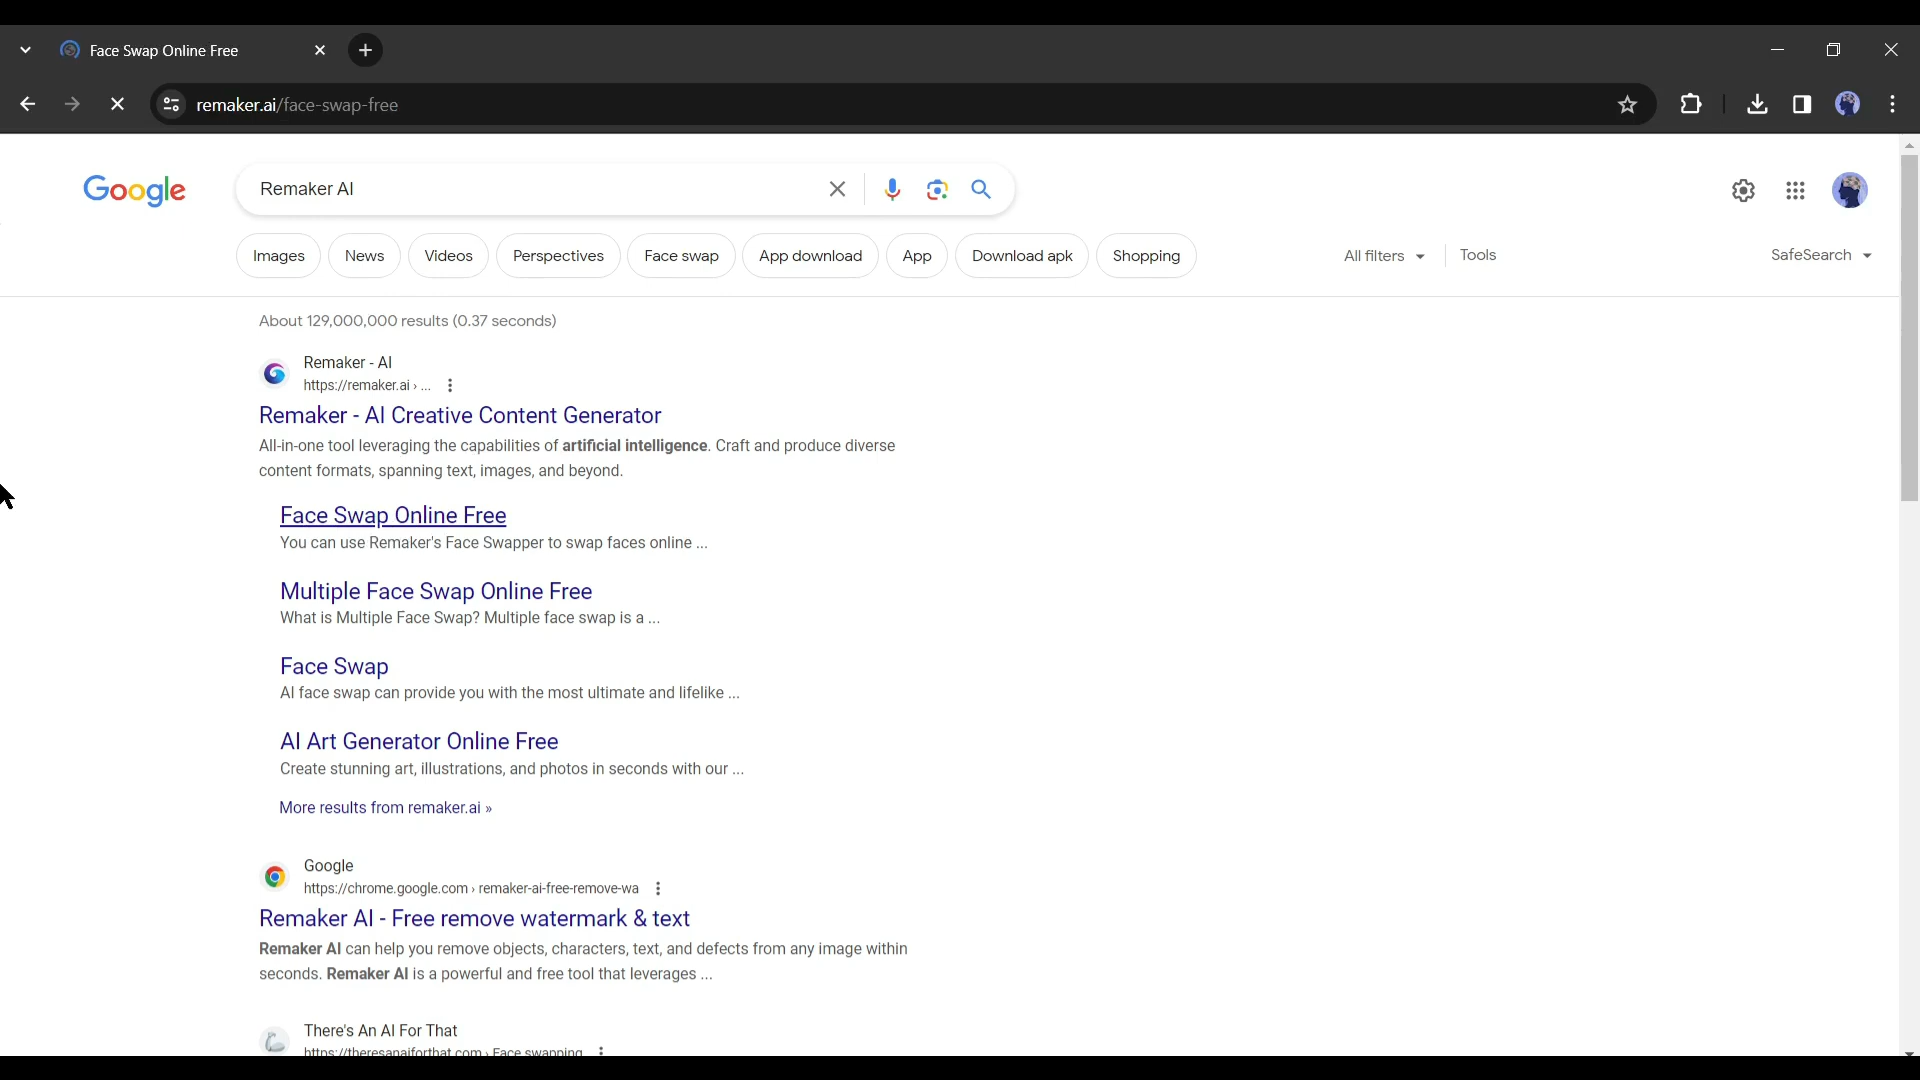 Face Swap Online Free
remaker.ai/face-swap-free
Google
Remaker AI
Images
News
Videos
Perspectives
Face swap
App download
App
Download apk
Shopping
All filters
Tools
SafeSearch
About 129,000,000 results (0.37 seconds)
Remaker - AI
https://remaker.ai › ...
Remaker - AI Creative Content Generator
All-in-one tool leveraging the capabilities of artificial intelligence. Craft and produce diverse
content formats, spanning text, images, and beyond.
Face Swap Online Free
You can use Remaker's Face Swapper to swap faces online ...
Multiple Face Swap Online Free
What is Multiple Face Swap? Multiple face swap is a ...
Face Swap
AI face swap can provide you with the most ultimate and lifelike ...
AI Art Generator Online Free
Create stunning art, illustrations, and photos in seconds with our ...
More results from remaker.ai »
Google
https://chrome.google.com › remaker-ai-free-remove-wa
Remaker AI - Free remove watermark & text
Remaker AI can help you remove objects, characters, text, and defects from any image within
seconds. Remaker AI is a powerful and free tool that leverages ...
There's An AI For That
https://theresanaiforthat.com › Face swapping